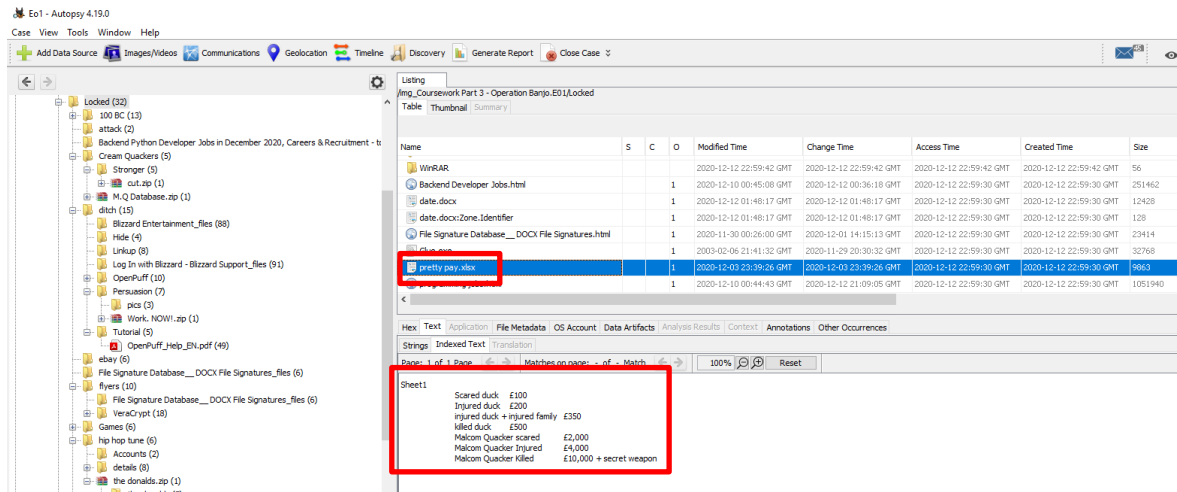 Eo1 - Autopsy 4.19.0
Case View Tools Window Help
Add Data Source Images/Videos Communications Geolocation Timeline Discovery Generate Report Close Case
Listing
/img_Coursework Part 3 - Operation Banjo.E01/Locked
Table Thumbnail Summary
Name S C O Modified Time Change Time Access Time Created Time Size
WinRAR 2020-12-12 22:59:42 GMT 2020-12-12 22:59:42 GMT 2020-12-12 22:59:42 GMT 2020-12-12 22:59:42 GMT 56
Backend Developer Jobs.html 1 2020-12-10 00:45:08 GMT 2020-12-12 00:36:18 GMT 2020-12-12 22:59:30 GMT 2020-12-12 22:59:30 GMT 251462
date.docx 1 2020-12-12 01:48:17 GMT 2020-12-12 01:48:17 GMT 2020-12-12 22:59:30 GMT 2020-12-12 22:59:30 GMT 12428
date.docx:Zone.Identifier 1 2020-12-12 01:48:17 GMT 2020-12-12 01:48:17 GMT 2020-12-12 22:59:30 GMT 2020-12-12 22:59:30 GMT 128
File Signature Database__ DOCX File Signatures.html 1 2020-11-30 00:26:00 GMT 2020-12-01 14:15:13 GMT 2020-12-12 22:59:30 GMT 2020-12-12 22:59:30 GMT 23414
1 2003-02-06 21:41:32 GMT 2020-11-29 20:30:32 GMT 2020-12-12 22:59:30 GMT 2020-12-12 22:59:30 GMT 32768
pretty pay.xlsx 1 2020-12-03 23:39:26 GMT 2020-12-03 23:39:26 GMT 2020-12-12 22:59:30 GMT 2020-12-12 22:59:30 GMT 9863
1 2020-12-10 00:44:43 GMT 2020-12-12 21:09:05 GMT 2020-12-12 22:59:30 GMT 2020-12-12 22:59:30 GMT 1051940
Locked (32)
100 BC (13)
attack (2)
Backend Python Developer Jobs in December 2020, Careers & Recruitment - to
Cream Quackers (5)
Stronger (5)
cut.zip (1)
M.Q Database.zip (1)
ditch (15)
Blizzard Entertainment_files (88)
Hide (4)
Linkup (8)
Log In with Blizzard - Blizzard Support_files (91)
OpenPuff (10)
Persuasion (7)
pics (3)
Work. NOW!.zip (1)
Tutorial (5)
OpenPuff_Help_EN.pdf (49)
ebay (6)
File Signature Database__ DOCX File Signatures_files (6)
flyers (10)
File Signature Database__ DOCX File Signatures_files (6)
VeraCrypt (18)
Games (6)
hip hop tune (6)
Accounts (2)
details (8)
the donalds.zip (1)
Hex Text Application File Metadata OS Account Data Artifacts Analysis Results Context Annotations Other Occurrences
Strings Indexed Text Translation
Page: 1 of 1 Page Matches on page: - of - Match 100% Reset
Sheet1
Scared duck £100
Injured duck £200
injured duck + injured family £350
killed duck £500
Malcom Quacker scared £2,000
Malcom Quacker Injured £4,000
Malcom Quacker Killed £10,000 + secret weapon